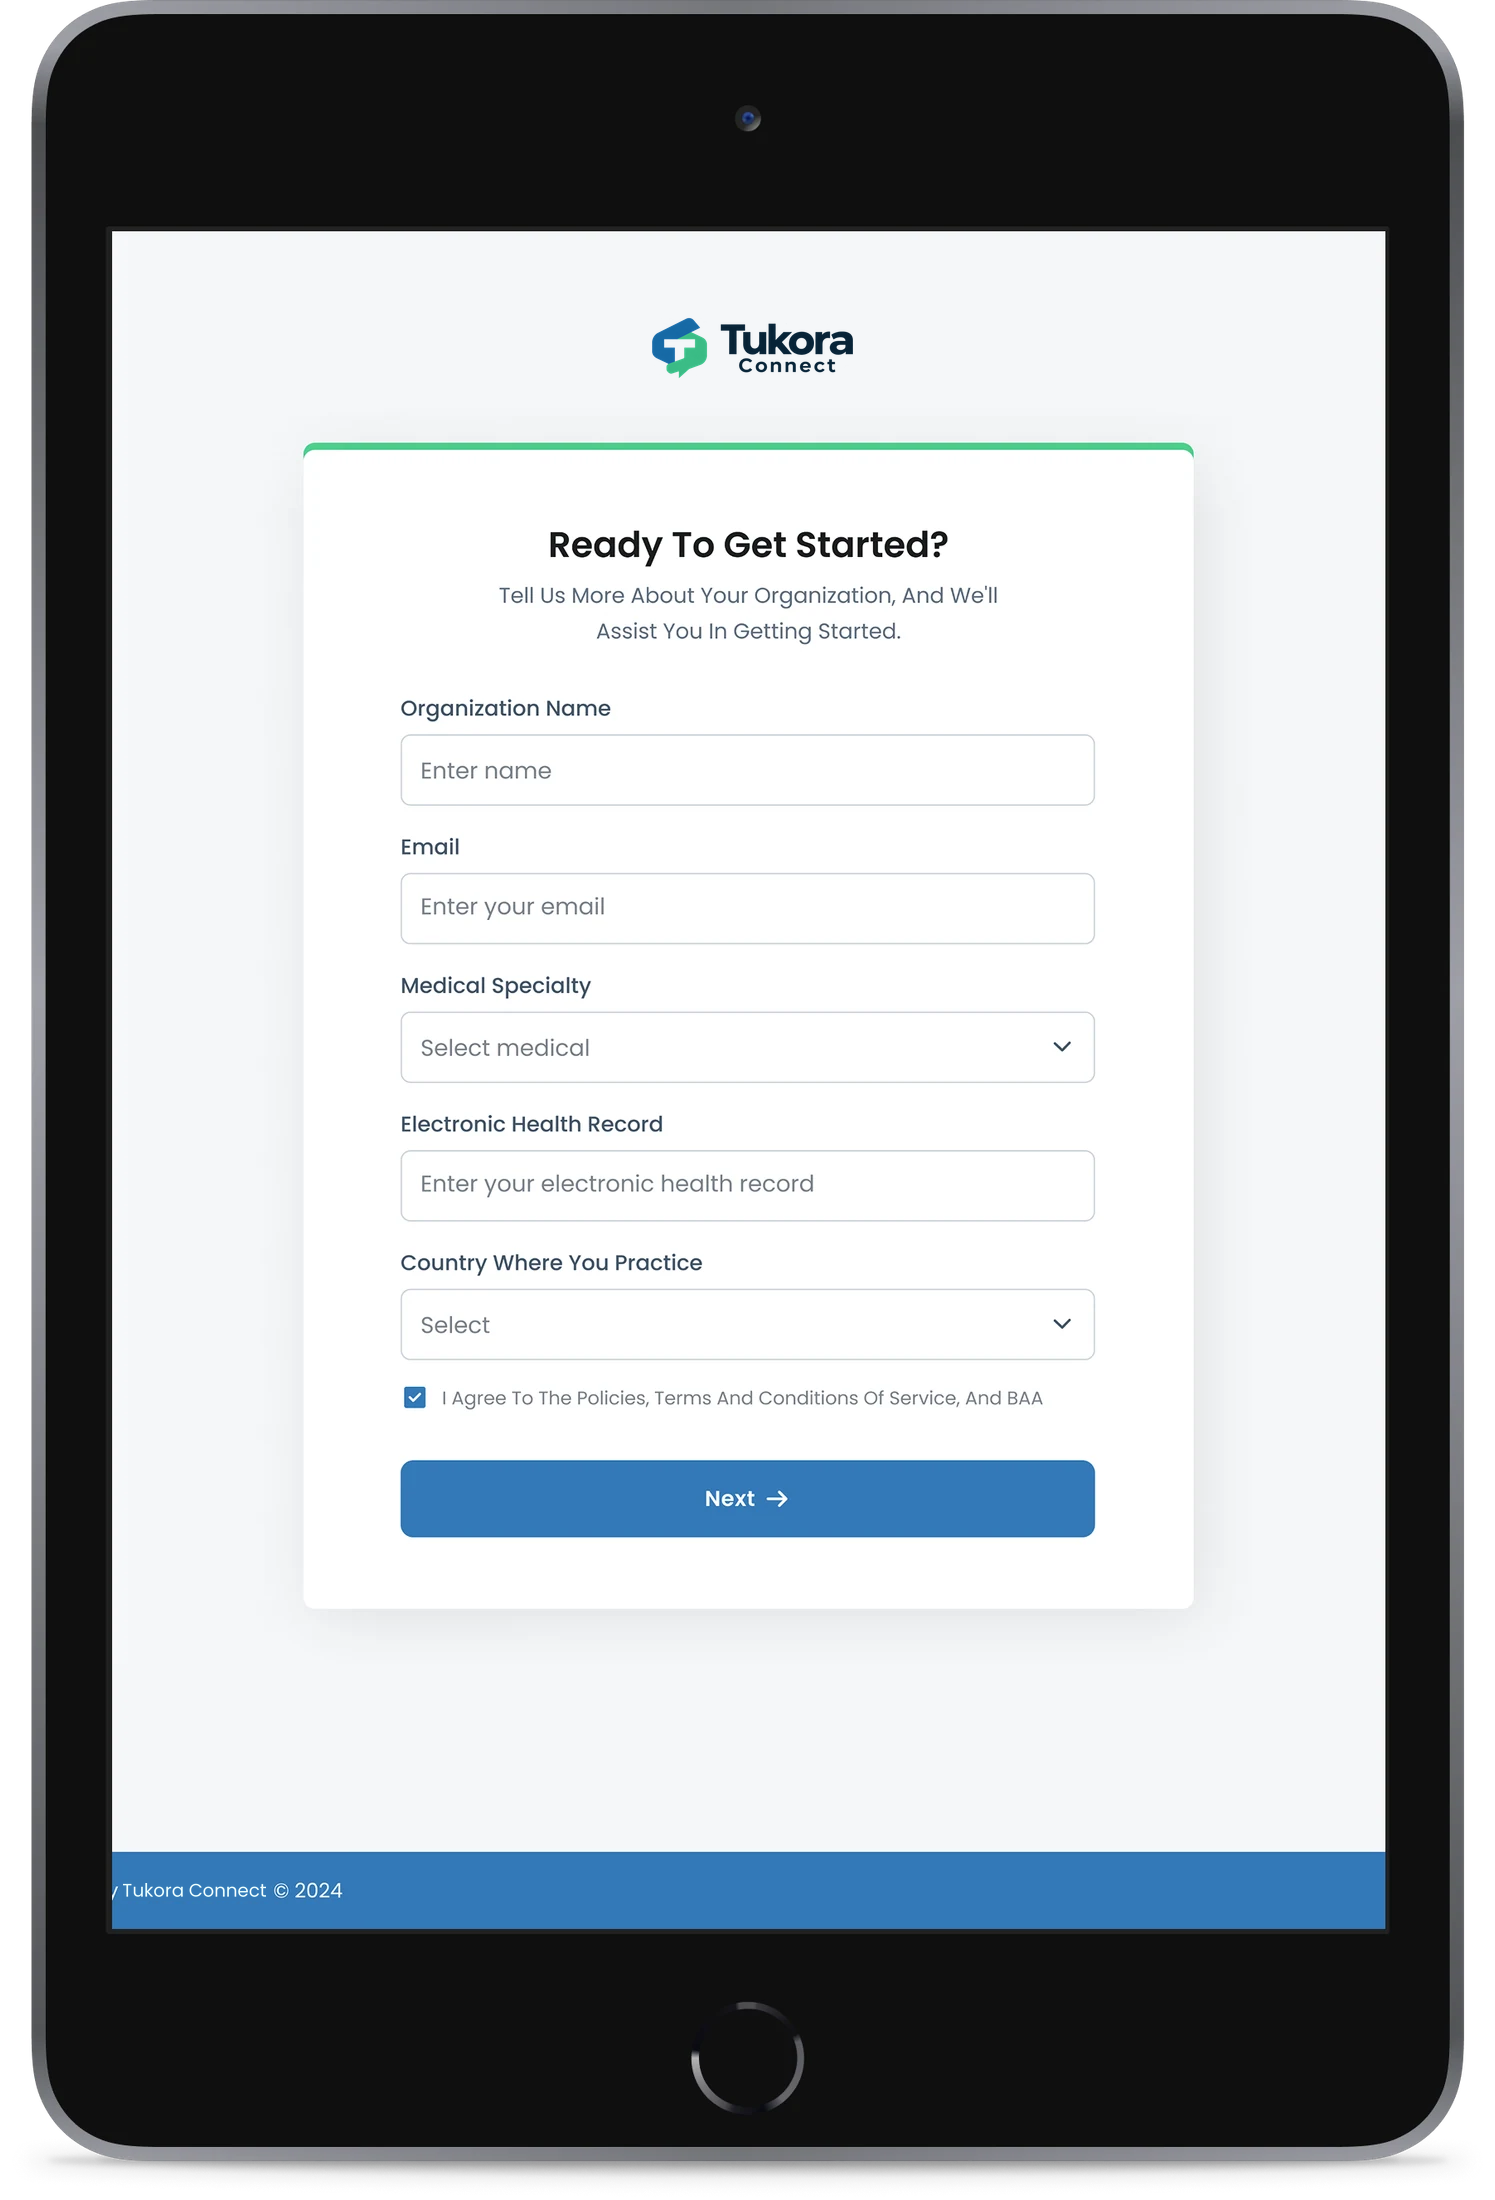 Tukora
Connect
Ready To Get Started?
Tell Us More About Your Organization, And We'll
Assist You In Getting Started.
Organization Name
Enter name
Email
Enter your email
Medical Specialty
Select medical
Electronic Health Record
Enter your electronic health record
Country Where You Practice
Select
I Agree To The Policies, Terms And Conditions Of Service, And BAA
Next →
Tukora Connect © 2024